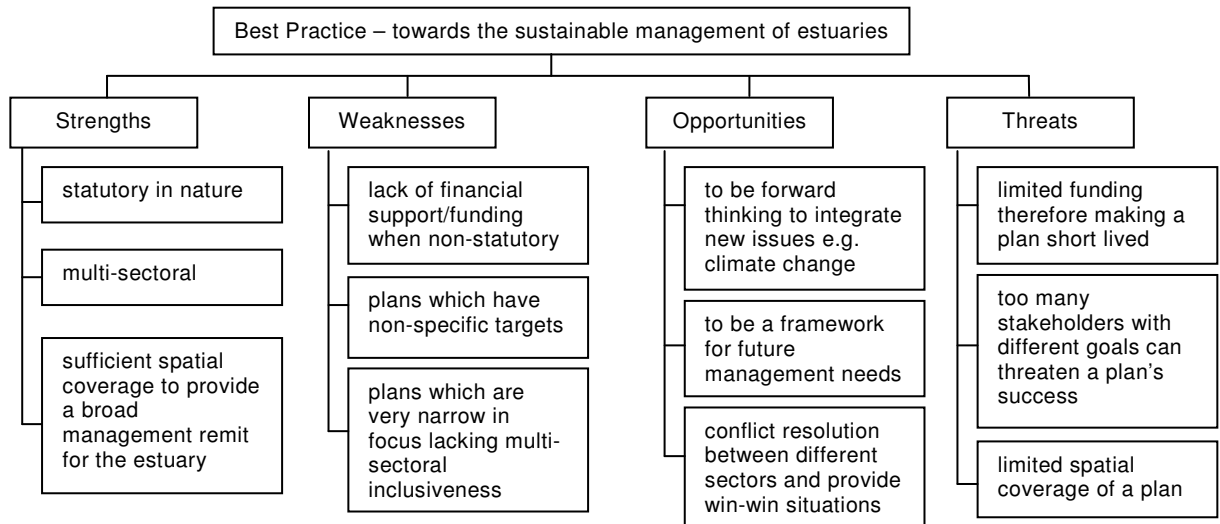 Best Practice – towards the sustainable management of estuaries
Strengths
statutory in nature
multi-sectoral
sufficient spatial
coverage to provide
a broad
management remit
for the estuary
Weaknesses
lack of financial
support/funding
when non-statutory
plans which have
non-specific targets
plans which are
very narrow in
focus lacking multi-
sectoral
inclusiveness
Opportunities
to be forward
thinking to integrate
new issues e.g.
climate change
to be a framework
for future
management needs
conflict resolution
between different
sectors and provide
win-win situations
Threats
limited funding
therefore making a
plan short lived
too many
stakeholders with
different goals can
threaten a plan's
success
limited spatial
coverage of a plan